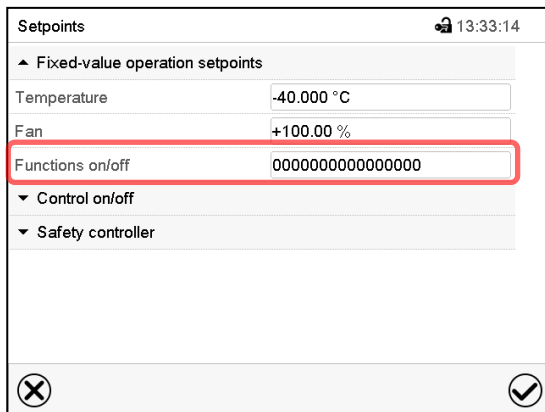 Setpoints 13:33:14
Fixed-value operation setpoints
Temperature -40.000 °C
Fan +100.00 %
Functions on/off 0000000000000000
Control on/off
Safety controller